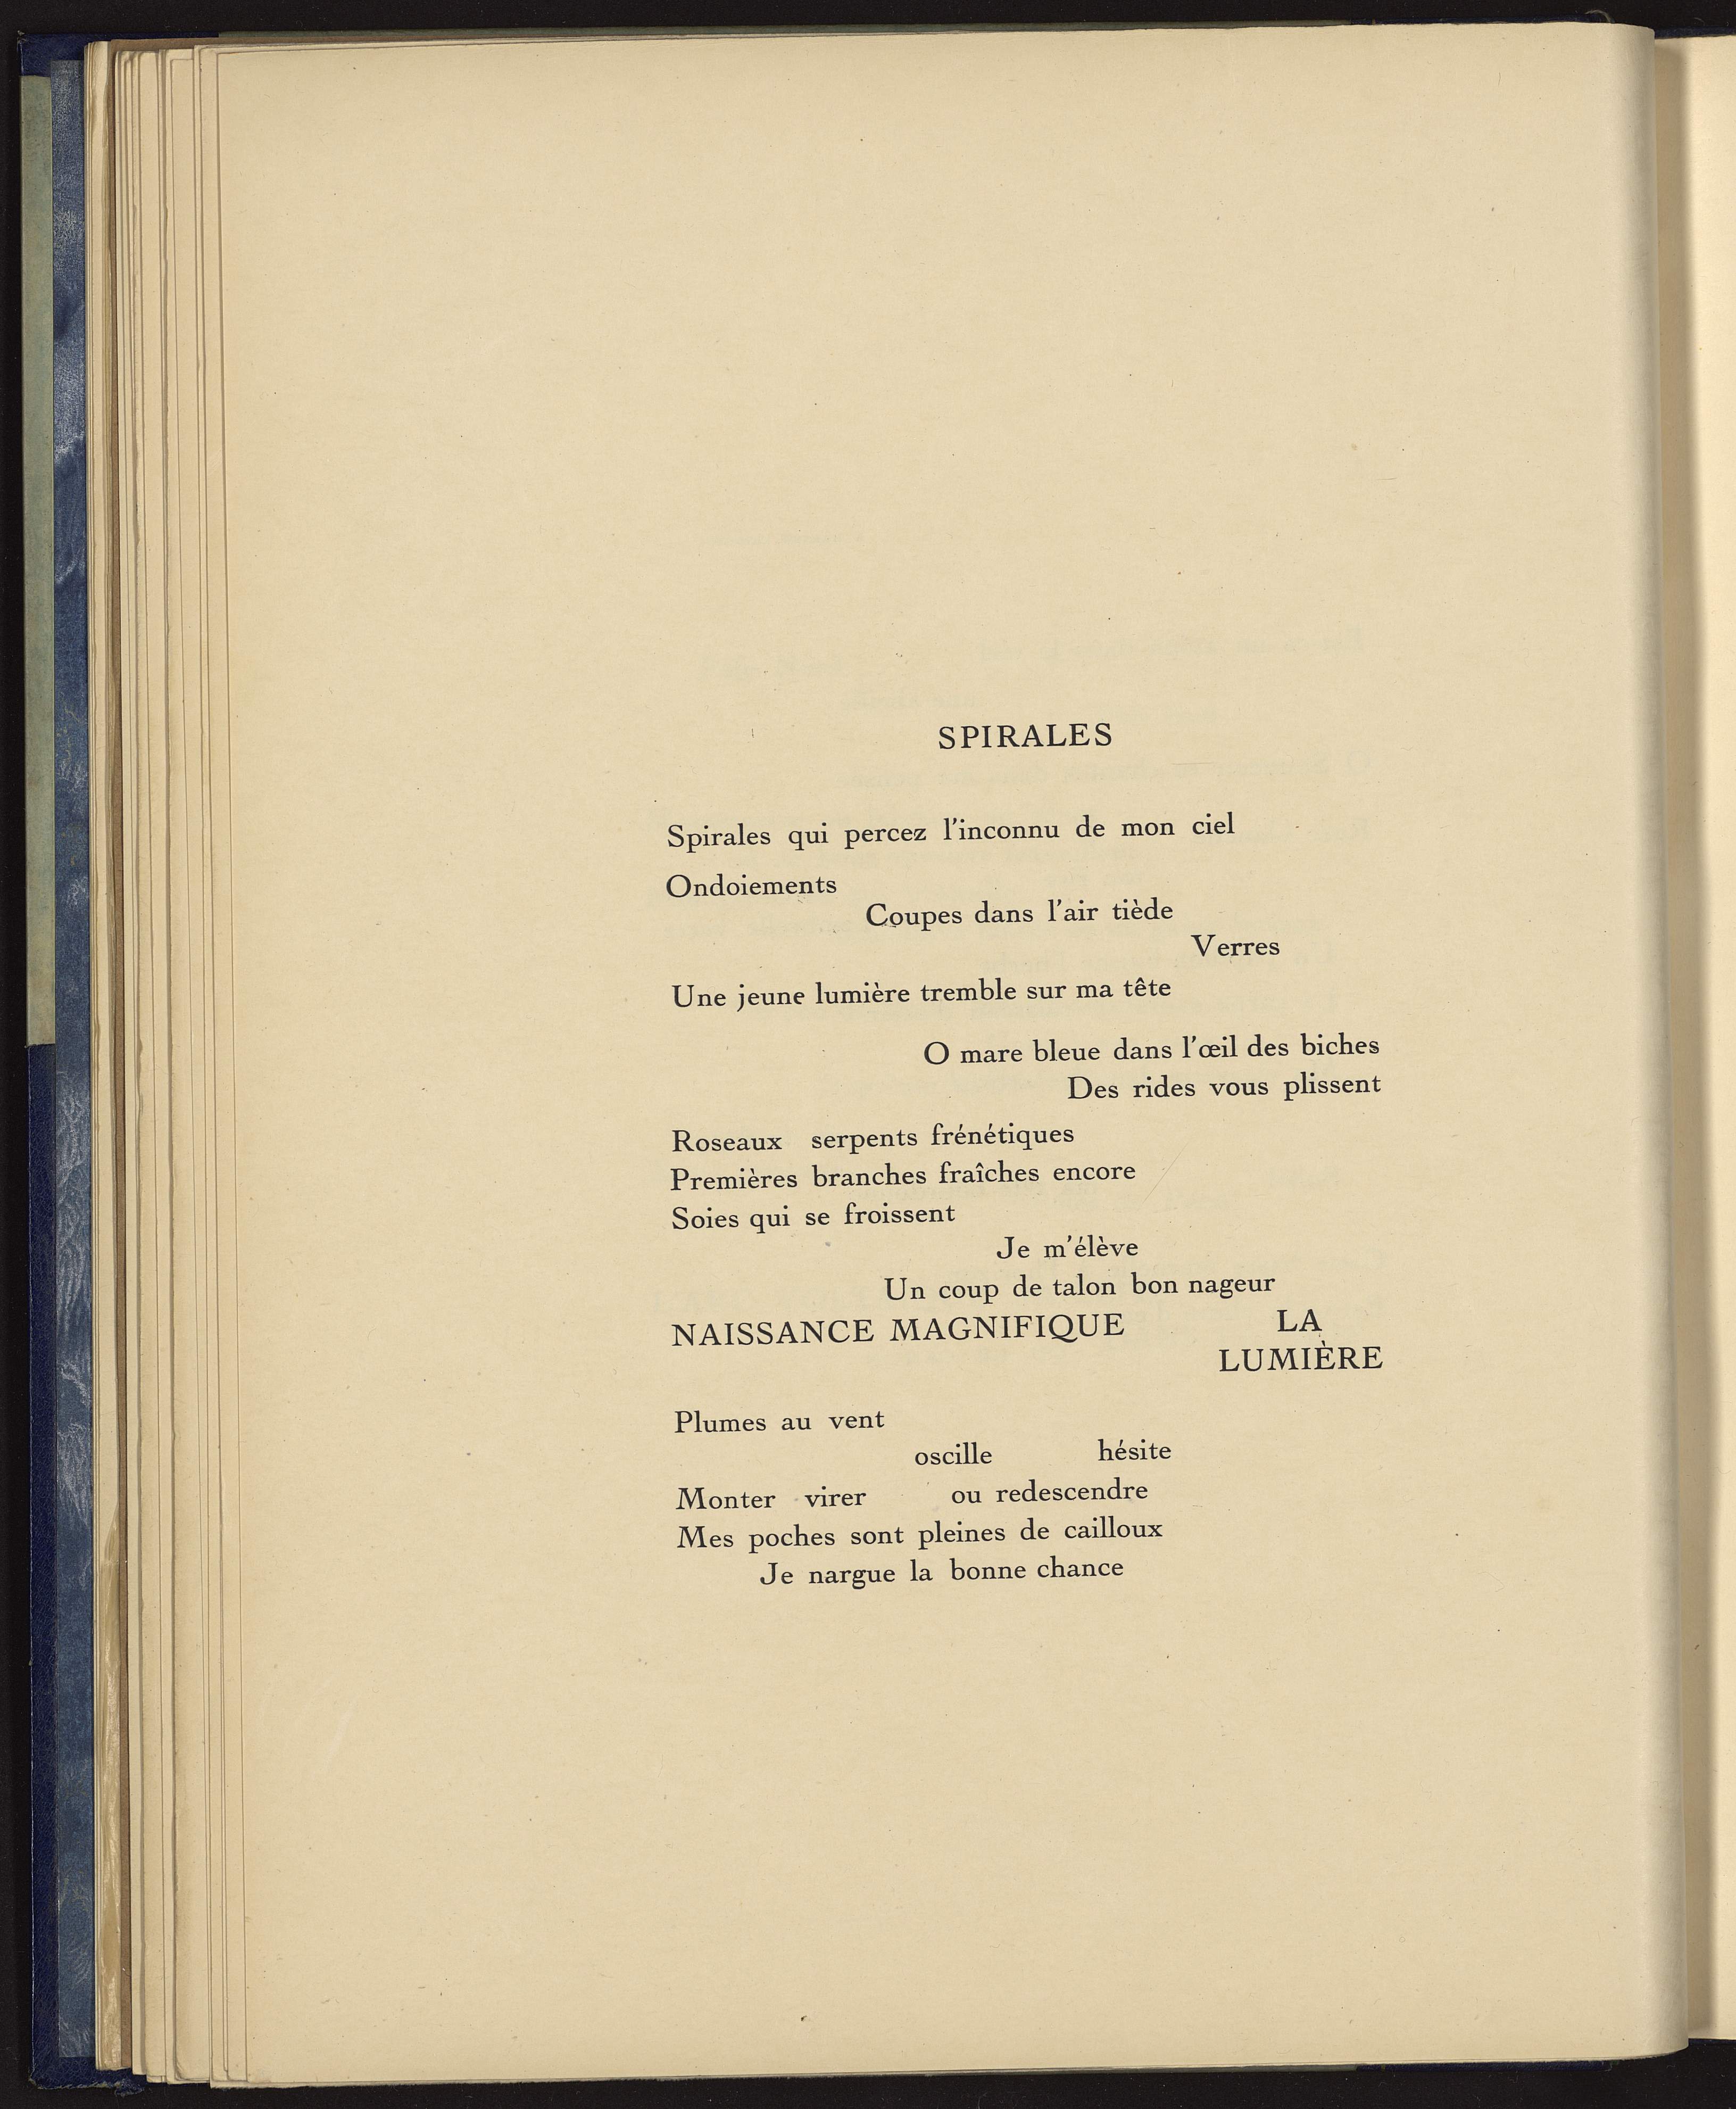 SPIRALES
Spirales qui percez l'inconnu de mon ciel
Ondoiements
Coupes dans l'air tiède
Verres
Une jeune lumière tremble sur ma tête
O mare bleue dans l'œil des biches
Des rides vous plissent
Roseaux serpents frénétiques
Premières branches fraîches encore
Soies qui se froissent
Je m'élève
Un coup de talon bon nageur
NAISSANCE MAGNIFIQUE LA
LUMIÈRE
Plumes au vent
oscille hésite
Monter virer ou redescendre
Mes poches sont pleines de cailloux
Je nargue la bonne chance